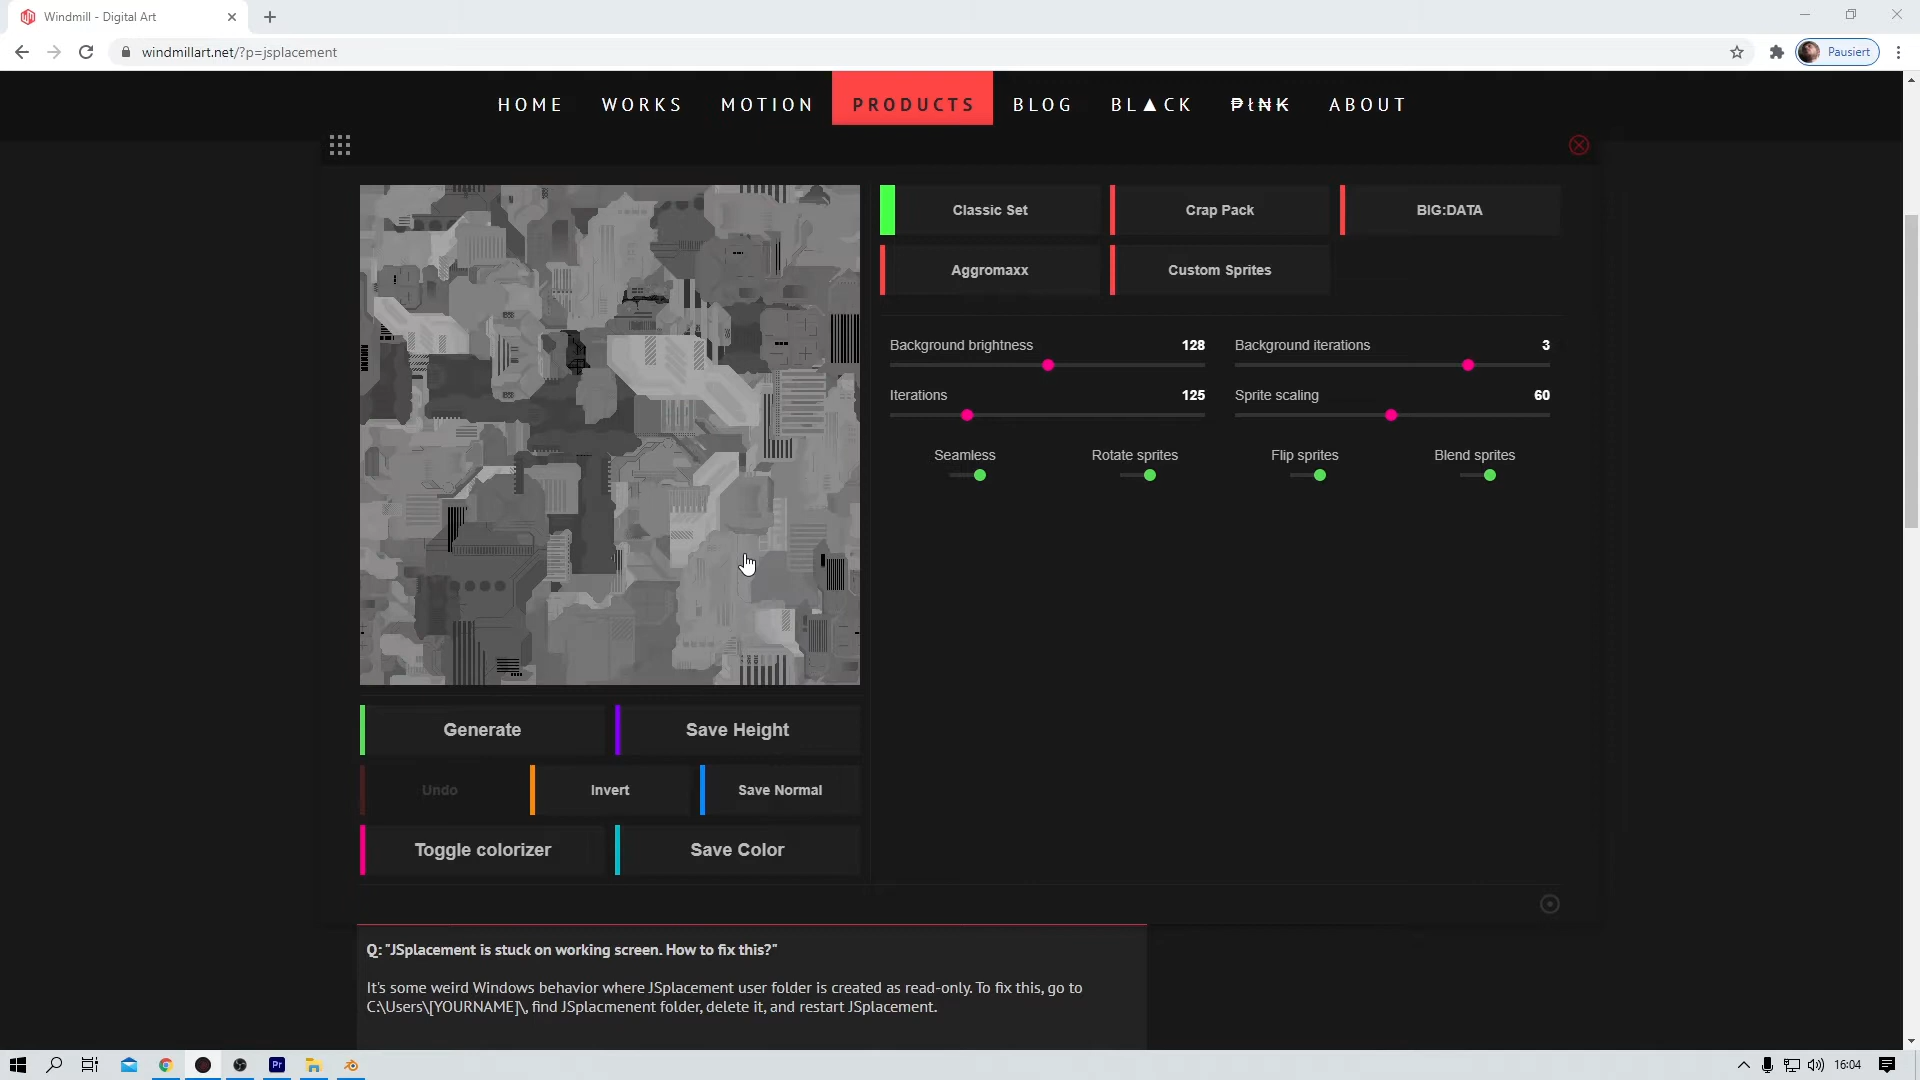 Windmill - Digital Art
windmillart.net/?p=jsplacement
Pausiert
HOME WORKS MOTION PRODUCTS BLOG BL▲CK ₱ł₦₭ ABOUT
Classic Set Crap Pack BIG:DATA
Aggromaxx Custom Sprites
Background brightness 128 Background iterations 3
Iterations 125 Sprite scaling 60
Seamless Rotate sprites Flip sprites Blend sprites
Generate Save Height
Undo Invert Save Normal
Toggle colorizer Save Color
Q: "JSplacement is stuck on working screen. How to fix this?"
It's some weird Windows behavior where JSplacement user folder is created as read-only. To fix this, go to
C:\Users\[YOURNAME]\, find JSplacmenent folder, delete it, and restart JSplacement.
Pr
16:04